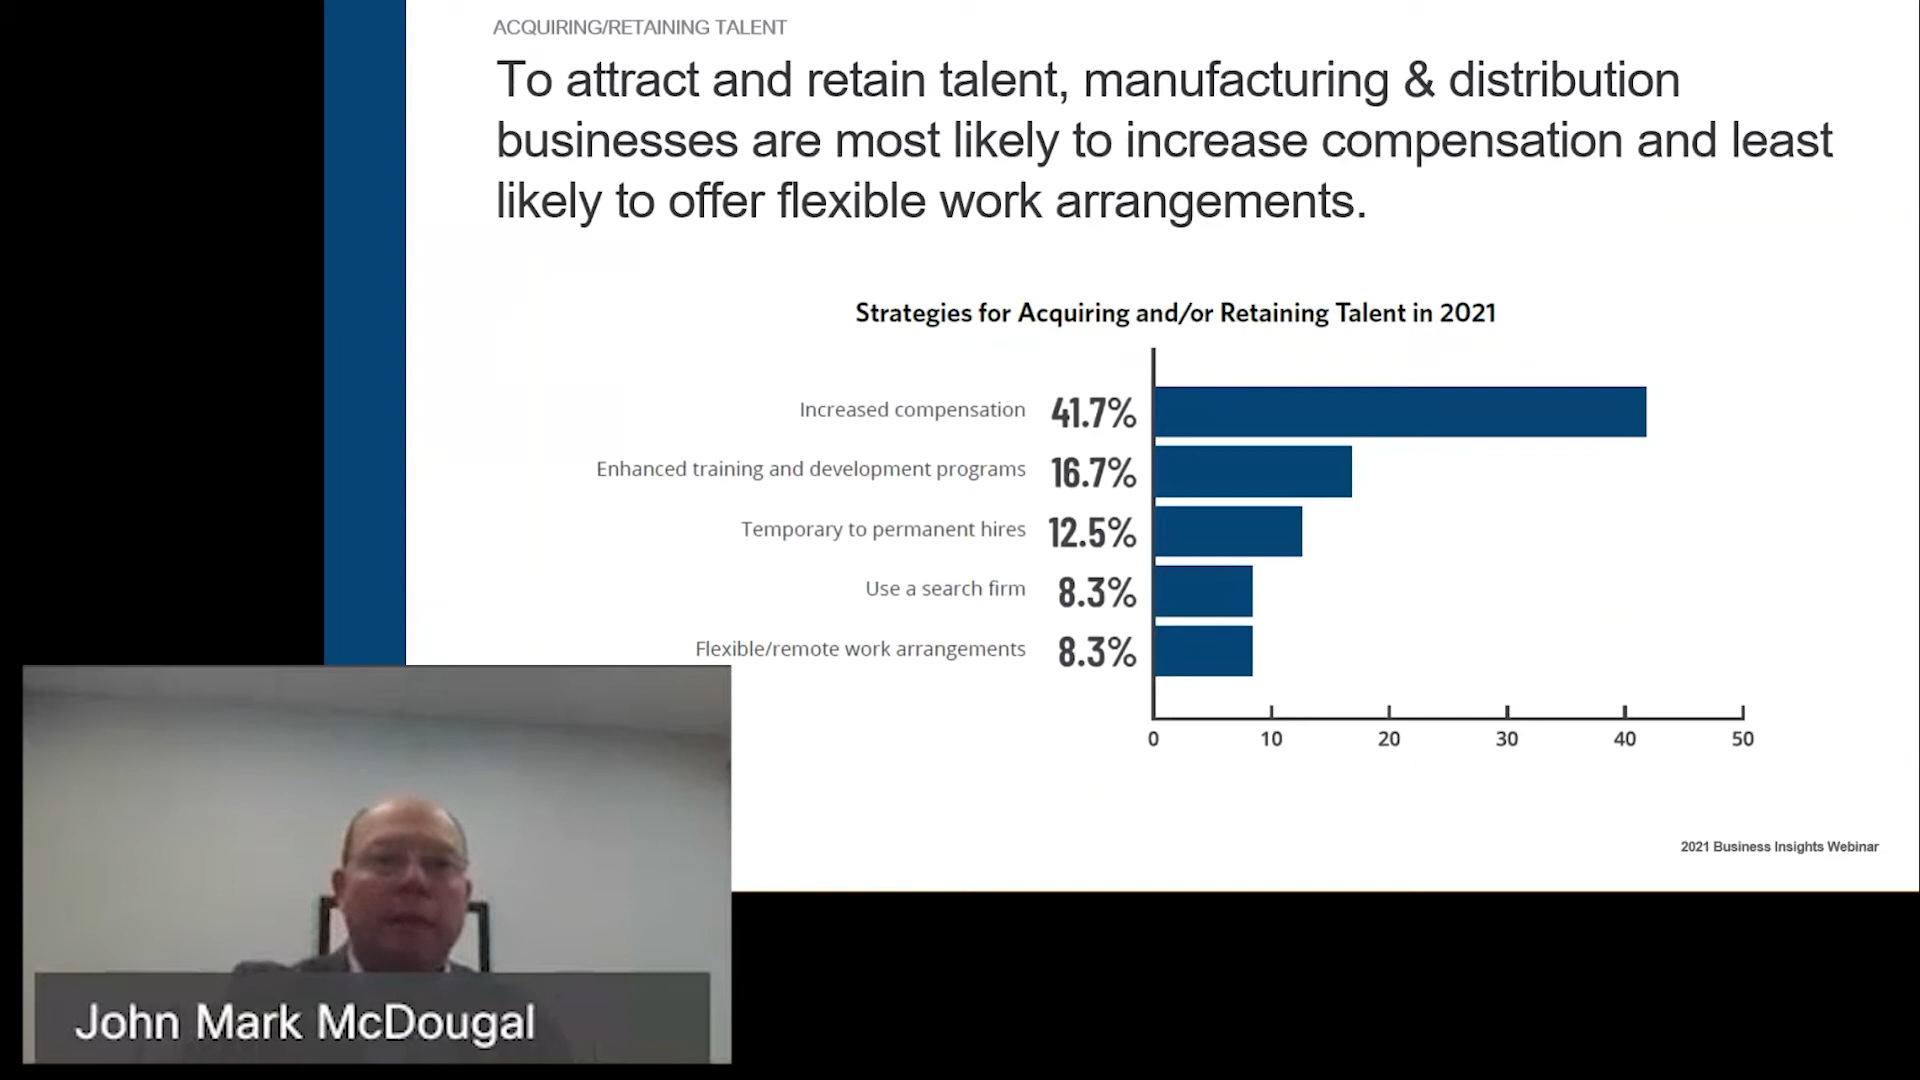 ACQUIRING/RETAINING TALENT
To attract and retain talent, manufacturing & distribution
businesses are most likely to increase compensation and least
likely to offer flexible work arrangements.
Strategies for Acquiring and/or Retaining Talent in 2021
Increased compensation 41.7%
Enhanced training and development programs 16.7%
Temporary to permanent hires 12.5%
Use a search firm 8.3%
Flexible/remote work arrangements 8.3%
0 10 20 30 40 50
2021 Business Insights Webinar
John Mark McDougal